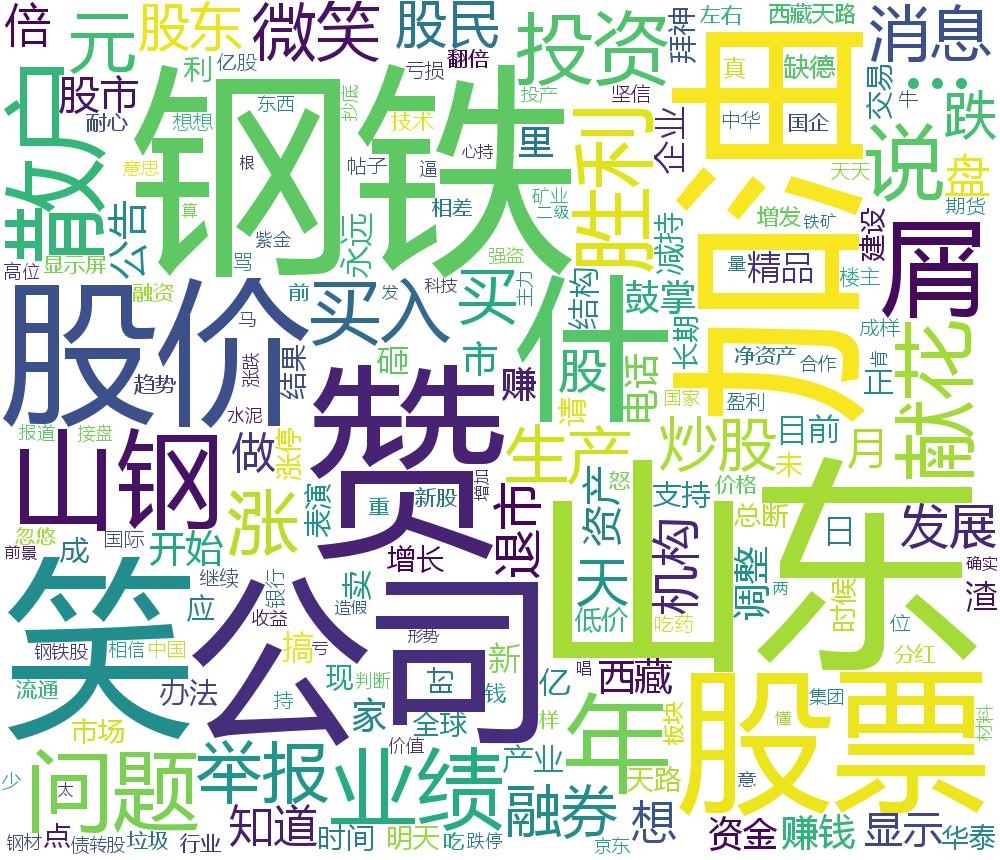 倍
元
股东
微笑
股民
左右
西藏天路
消息
利
亿股
亏损
翻倍
投资
拜神
真
缺德
交易
…
散户
股市
耐心
东西
想想
抄底
技术
投产
坚信
里
企业
中华
国企
牛
跌
钢铁
意思
根
帖子
逼
心持
矿业
二级
胜利
加油
说
天天
盘
算
紫金
永远
相差
减持
增发
铁矿
建设
期货
公告
高位
显示屏
骂
强盗
主力
量
精品
楼主
屑
融资
前
发
科技
买入
买
结构
鼓掌
长期
成样
股价
马
涨跌
结果
砸
市
什
股
电话
净资产
合作
肯
正
献花
趋势
水泥
赚
请
国家
盈利
报道
接盘
赞
山钢
做
涨停
生产
炒股
目前
未
月
涨
表演
重
新股
增加
退市
资产
怒
支持
价格
总断
忽悠
前景
国际
成
开始
增长
机构
山东
日
发展
确实
笑
继续
银行
卖
天
调整
两
时候
渣
应
收益
造假
公司
形势
低价
吃药
位
钢铁股
相信
中国
搞
亏
新
唱
西藏
分红
流通
办法
持
现
判断
占
钱
亿
年
股票
集团
市场
家
全球
样
板块
懂
材料
问题
举报
价值
业绩
产业
天路
意
少
太
融券
想
钢材
点
债转股
垃圾
行业
知道
时间
明天
吃
跌停
京东
资金
赚钱
显示
华泰